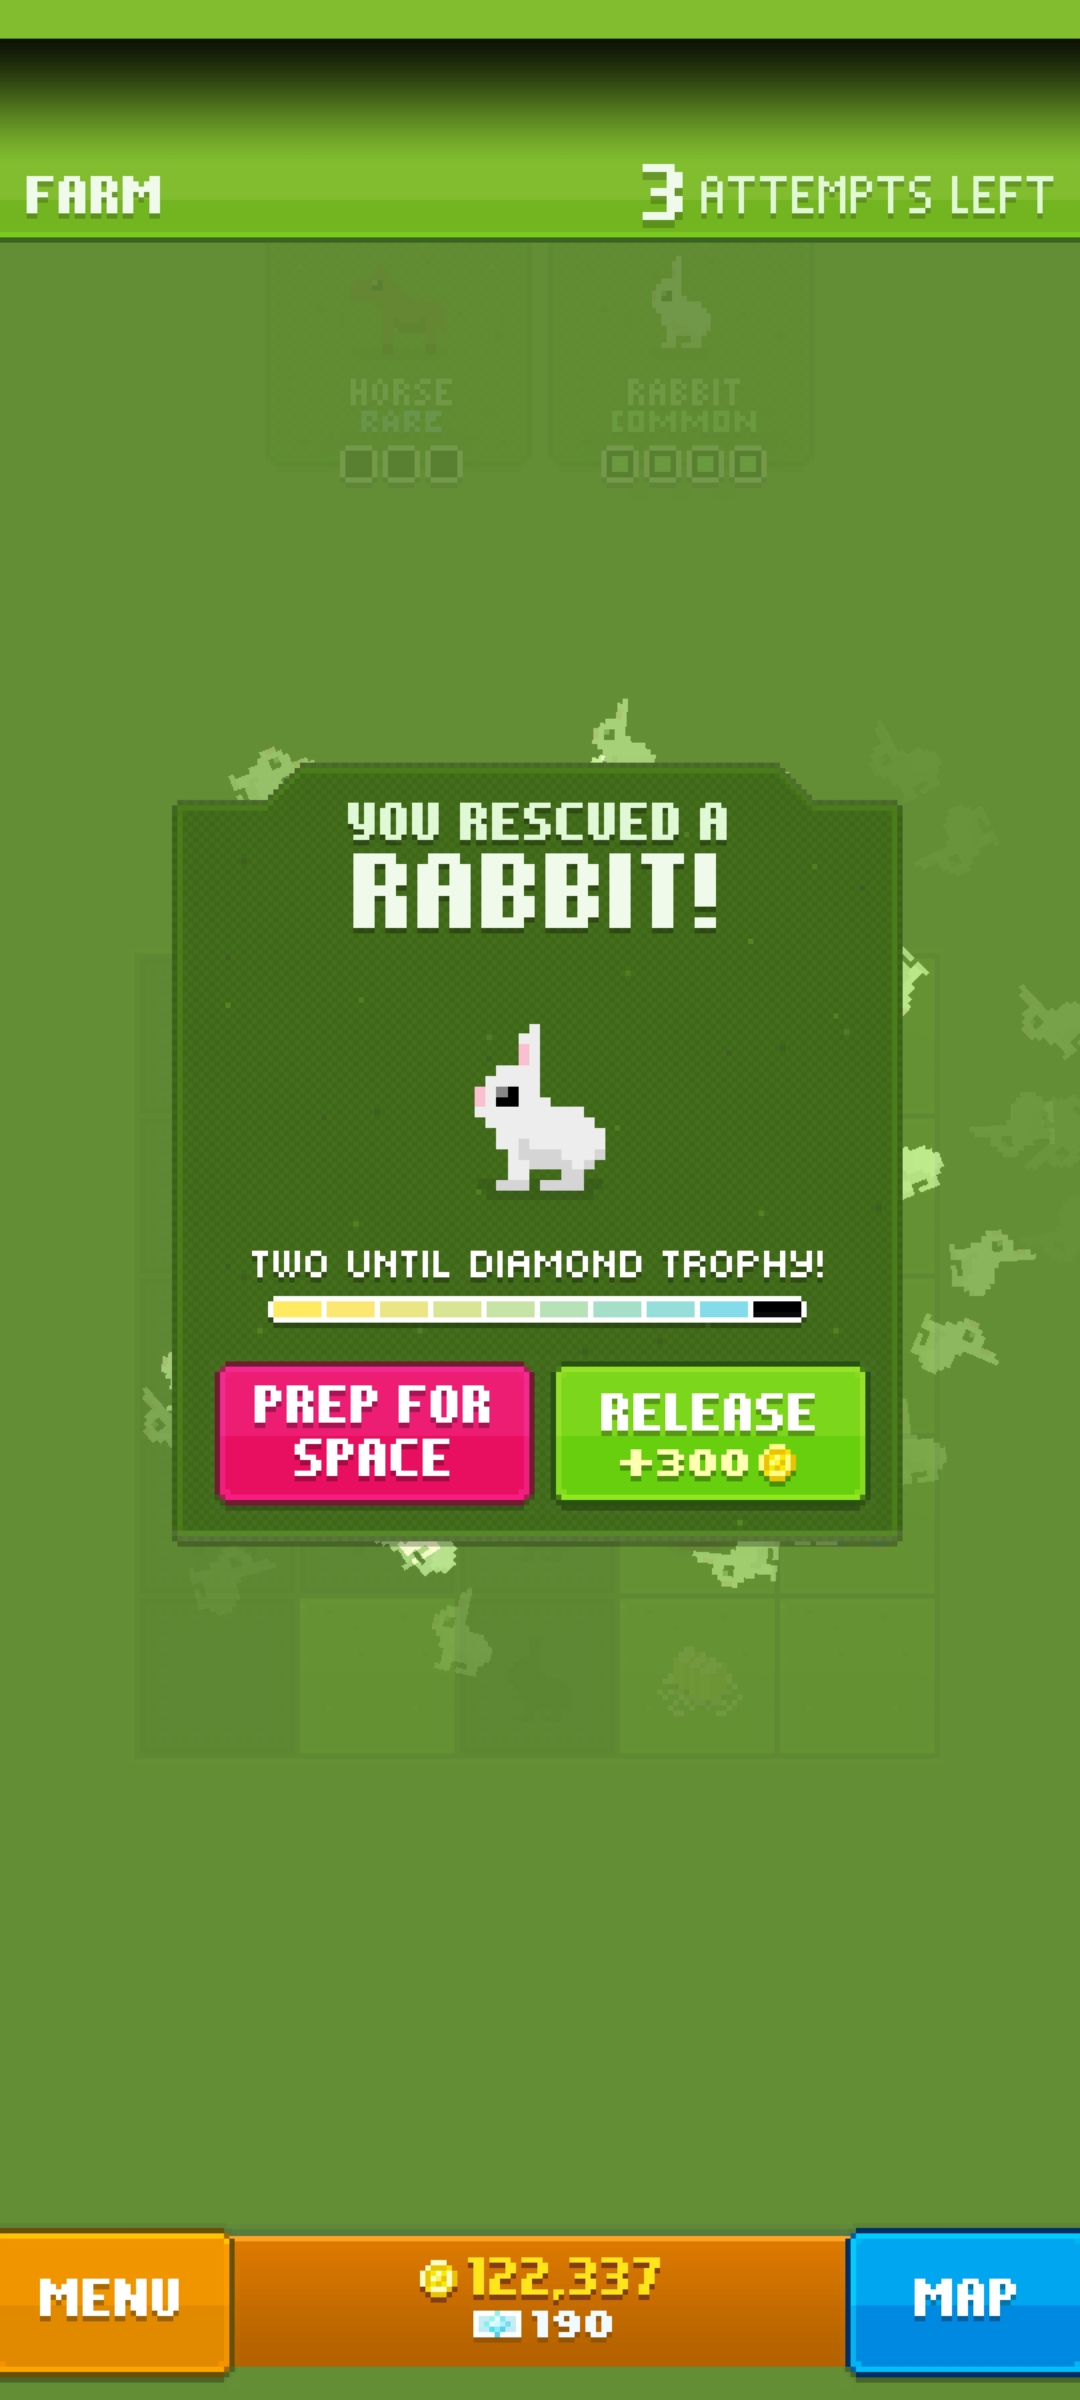 FARM
3 ATTEMPTS LEFT
HORSE
RARE
RABBIT
COMMON
YOU RESCUED A
RABBIT!
TWO UNTIL DIAMOND TROPHY!
PREP FOR
SPACE
RELEASE
+300
MENU
122,337
190
MAP